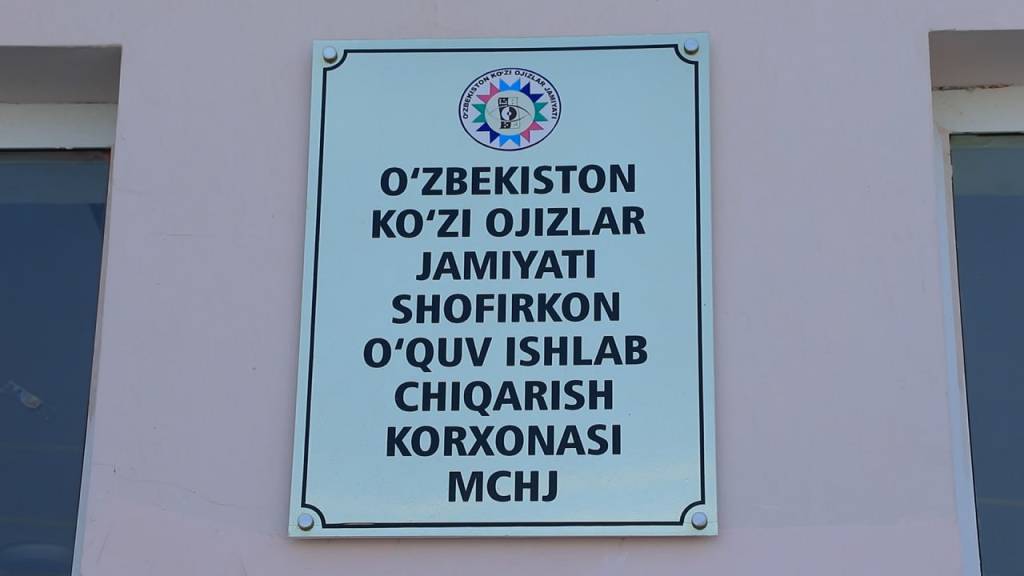 O'ZBEKISTON KO'ZI OJIZLAR JAMIYATI
O‘ZBEKISTON
KO‘ZI OJIZLAR
JAMIYATI
SHOFIRKON
O‘QUV ISHLAB
CHIQARISH
KORXONASI
MCHJ